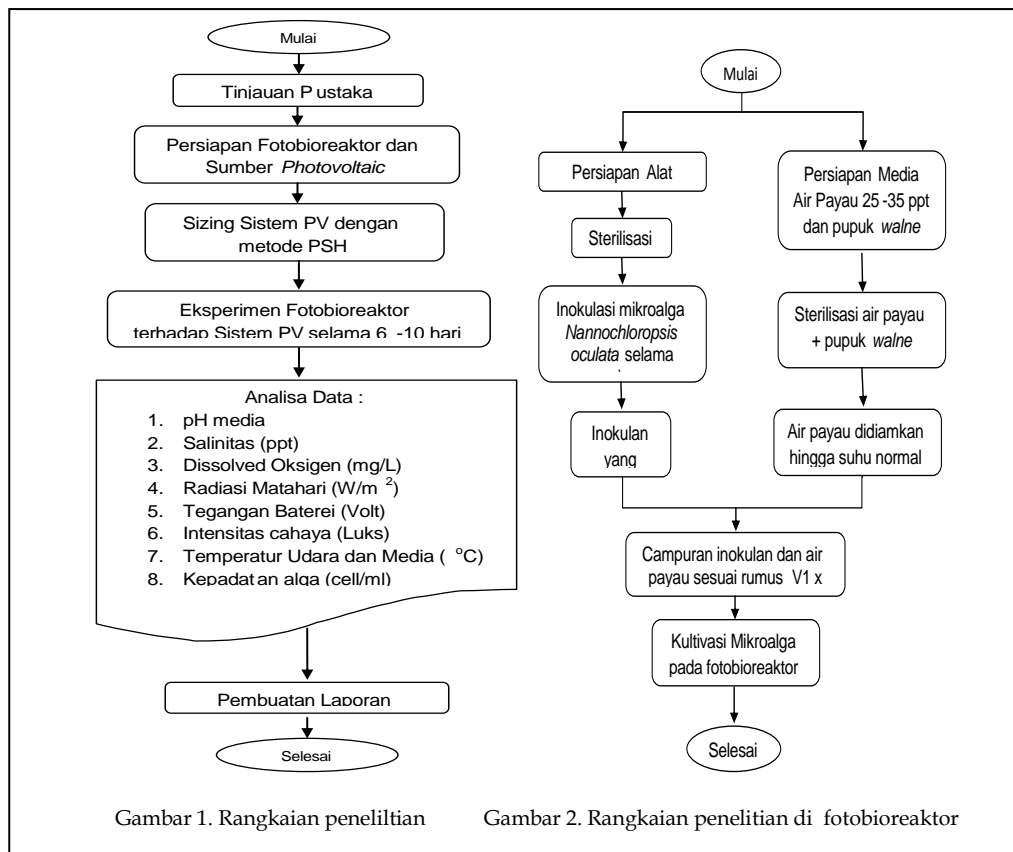 Mulai
Tinjauan Pustaka
Persiapan Fotobioreaktor dan
Sumber Photovoltaic
Sizing Sistem PV dengan
metode PSH
Eksperimen Fotobioreaktor
terhadap Sistem PV selama 6 -10 hari
Analisa Data :
1. pH media
2. Salinitas (ppt)
3. Dissolved Oksigen (mg/L)
4. Radiasi Matahari (W/m ²)
5. Tegangan Baterei (Volt)
6. Intensitas cahaya (Luks)
7. Temperatur Udara dan Media ( °C)
8. Kepadatan alga (cell/ml)
Pembuatan Laporan
Selesai
Gambar 1. Rangkaian peneliltian
Mulai
Persiapan Alat
Sterilisasi
Inokulasi mikroalga
Nannochloropsis
oculata selama
Inokulan
yang
Persiapan Media
Air Payau 25 -35 ppt
dan pupuk walne
Sterilisasi air payau
+ pupuk walne
Air payau didiamkan
hingga suhu normal
Campuran inokulan dan air
payau sesuai rumus V1 x
Kultivasi Mikroalga
pada fotobioreaktor
Selesai
Gambar 2. Rangkaian penelitian di fotobioreaktor